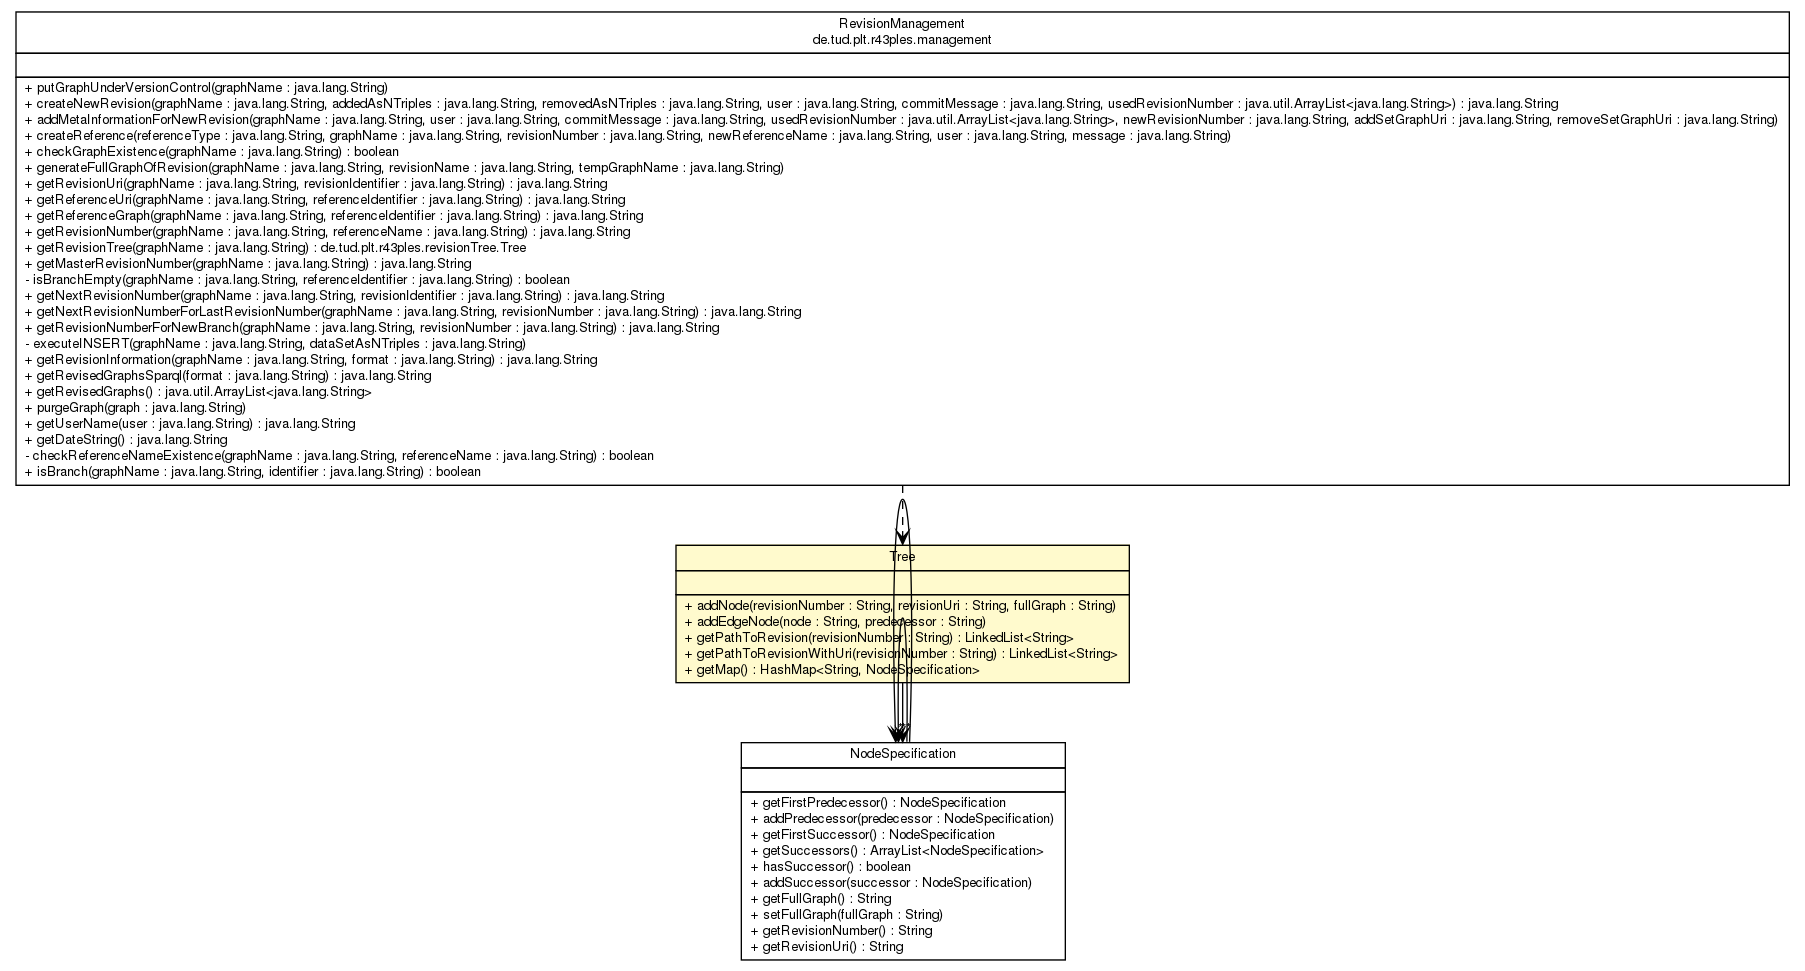 RevisionManagement
de.tud.plt.r43ples.management
+ putGraphUnderVersionControl(graphName : java.lang.String)
+ createNewRevision(graphName : java.lang.String, addedAsNTriples : java.lang.String, removedAsNTriples : java.lang.String, user : java.lang.String, commitMessage : java.lang.String, usedRevisionNumber : java.util.ArrayList<java.lang.String>) : java.lang.String
+ addMetaInformationForNewRevision(graphName : java.lang.String, user : java.lang.String, commitMessage : java.lang.String, usedRevisionNumber : java.util.ArrayList<java.lang.String>, newRevisionNumber : java.lang.String, addSetGraphUri : java.lang.String, removeSetGraphUri : java.lang.String)
+ createReference(referenceType : java.lang.String, graphName : java.lang.String, revisionNumber : java.lang.String, newReferenceName : java.lang.String, user : java.lang.String, message : java.lang.String)
+ checkGraphExistence(graphName : java.lang.String) : boolean
+ generateFullGraphOfRevision(graphName : java.lang.String, revisionName : java.lang.String, tempGraphName : java.lang.String)
+ getRevisionUri(graphName : java.lang.String, revisionIdentifier : java.lang.String) : java.lang.String
+ getReferenceUri(graphName : java.lang.String, referenceIdentifier : java.lang.String) : java.lang.String
+ getReferenceGraph(graphName : java.lang.String, referenceIdentifier : java.lang.String) : java.lang.String
+ getRevisionNumber(graphName : java.lang.String, referenceName : java.lang.String) : java.lang.String
+ getRevisionTree(graphName : java.lang.String) : de.tud.plt.r43ples.revisionTree.Tree
+ getMasterRevisionNumber(graphName : java.lang.String) : java.lang.String
- isBranchEmpty(graphName : java.lang.String, referenceIdentifier : java.lang.String) : boolean
+ getNextRevisionNumber(graphName : java.lang.String, revisionIdentifier : java.lang.String) : java.lang.String
+ getNextRevisionNumberForLastRevisionNumber(graphName : java.lang.String, revisionNumber : java.lang.String) : java.lang.String
+ getRevisionNumberForNewBranch(graphName : java.lang.String, revisionNumber : java.lang.String) : java.lang.String
- executeINSERT(graphName : java.lang.String, dataSetAsNTriples : java.lang.String)
+ getRevisionInformation(graphName : java.lang.String, format : java.lang.String) : java.lang.String
+ getRevisedGraphsSparql(format : java.lang.String) : java.lang.String
+ getRevisedGraphs() : java.util.ArrayList<java.lang.String>
+ purgeGraph(graph : java.lang.String)
+ getUserName(user : java.lang.String) : java.lang.String
+ getDateString() : java.lang.String
- checkReferenceNameExistence(graphName : java.lang.String, referenceName : java.lang.String) : boolean
+ isBranch(graphName : java.lang.String, identifier : java.lang.String) : boolean
Tree
+ addNode(revisionNumber : String, revisionUri : String, fullGraph : String)
+ addEdgeNode(node : String, predecessor : String)
+ getPathToRevision(revisionNumber : String) : LinkedList<String>
+ getPathToRevisionWithUri(revisionNumber : String) : LinkedList<String>
+ getMap() : HashMap<String, NodeSpecification>
NodeSpecification
+ getFirstPredecessor() : NodeSpecification
+ addPredecessor(predecessor : NodeSpecification)
+ getFirstSuccessor() : NodeSpecification
+ getSuccessors() : ArrayList<NodeSpecification>
+ hasSuccessor() : boolean
+ addSuccessor(successor : NodeSpecification)
+ getFullGraph() : String
+ setFullGraph(fullGraph : String)
+ getRevisionNumber() : String
+ getRevisionUri() : String